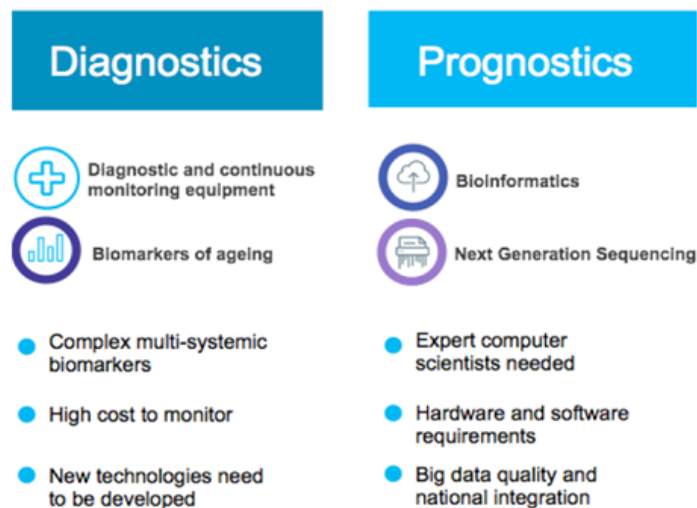 Diagnostics
Diagnostic and continuous
monitoring equipment
Biomarkers of ageing
Complex multi-systemic
biomarkers
High cost to monitor
New technologies need
to be developed
Prognostics
Bioinformatics
Next Generation Sequencing
Expert computer
scientists needed
Hardware and software
requirements
Big data quality and
national integration